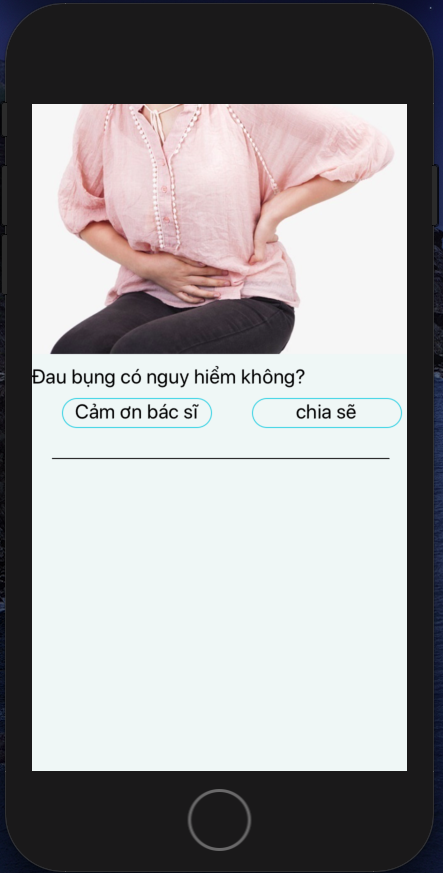 Đau bụng có nguy hiểm không?
Cảm ơn bác sĩ
chia sẽ